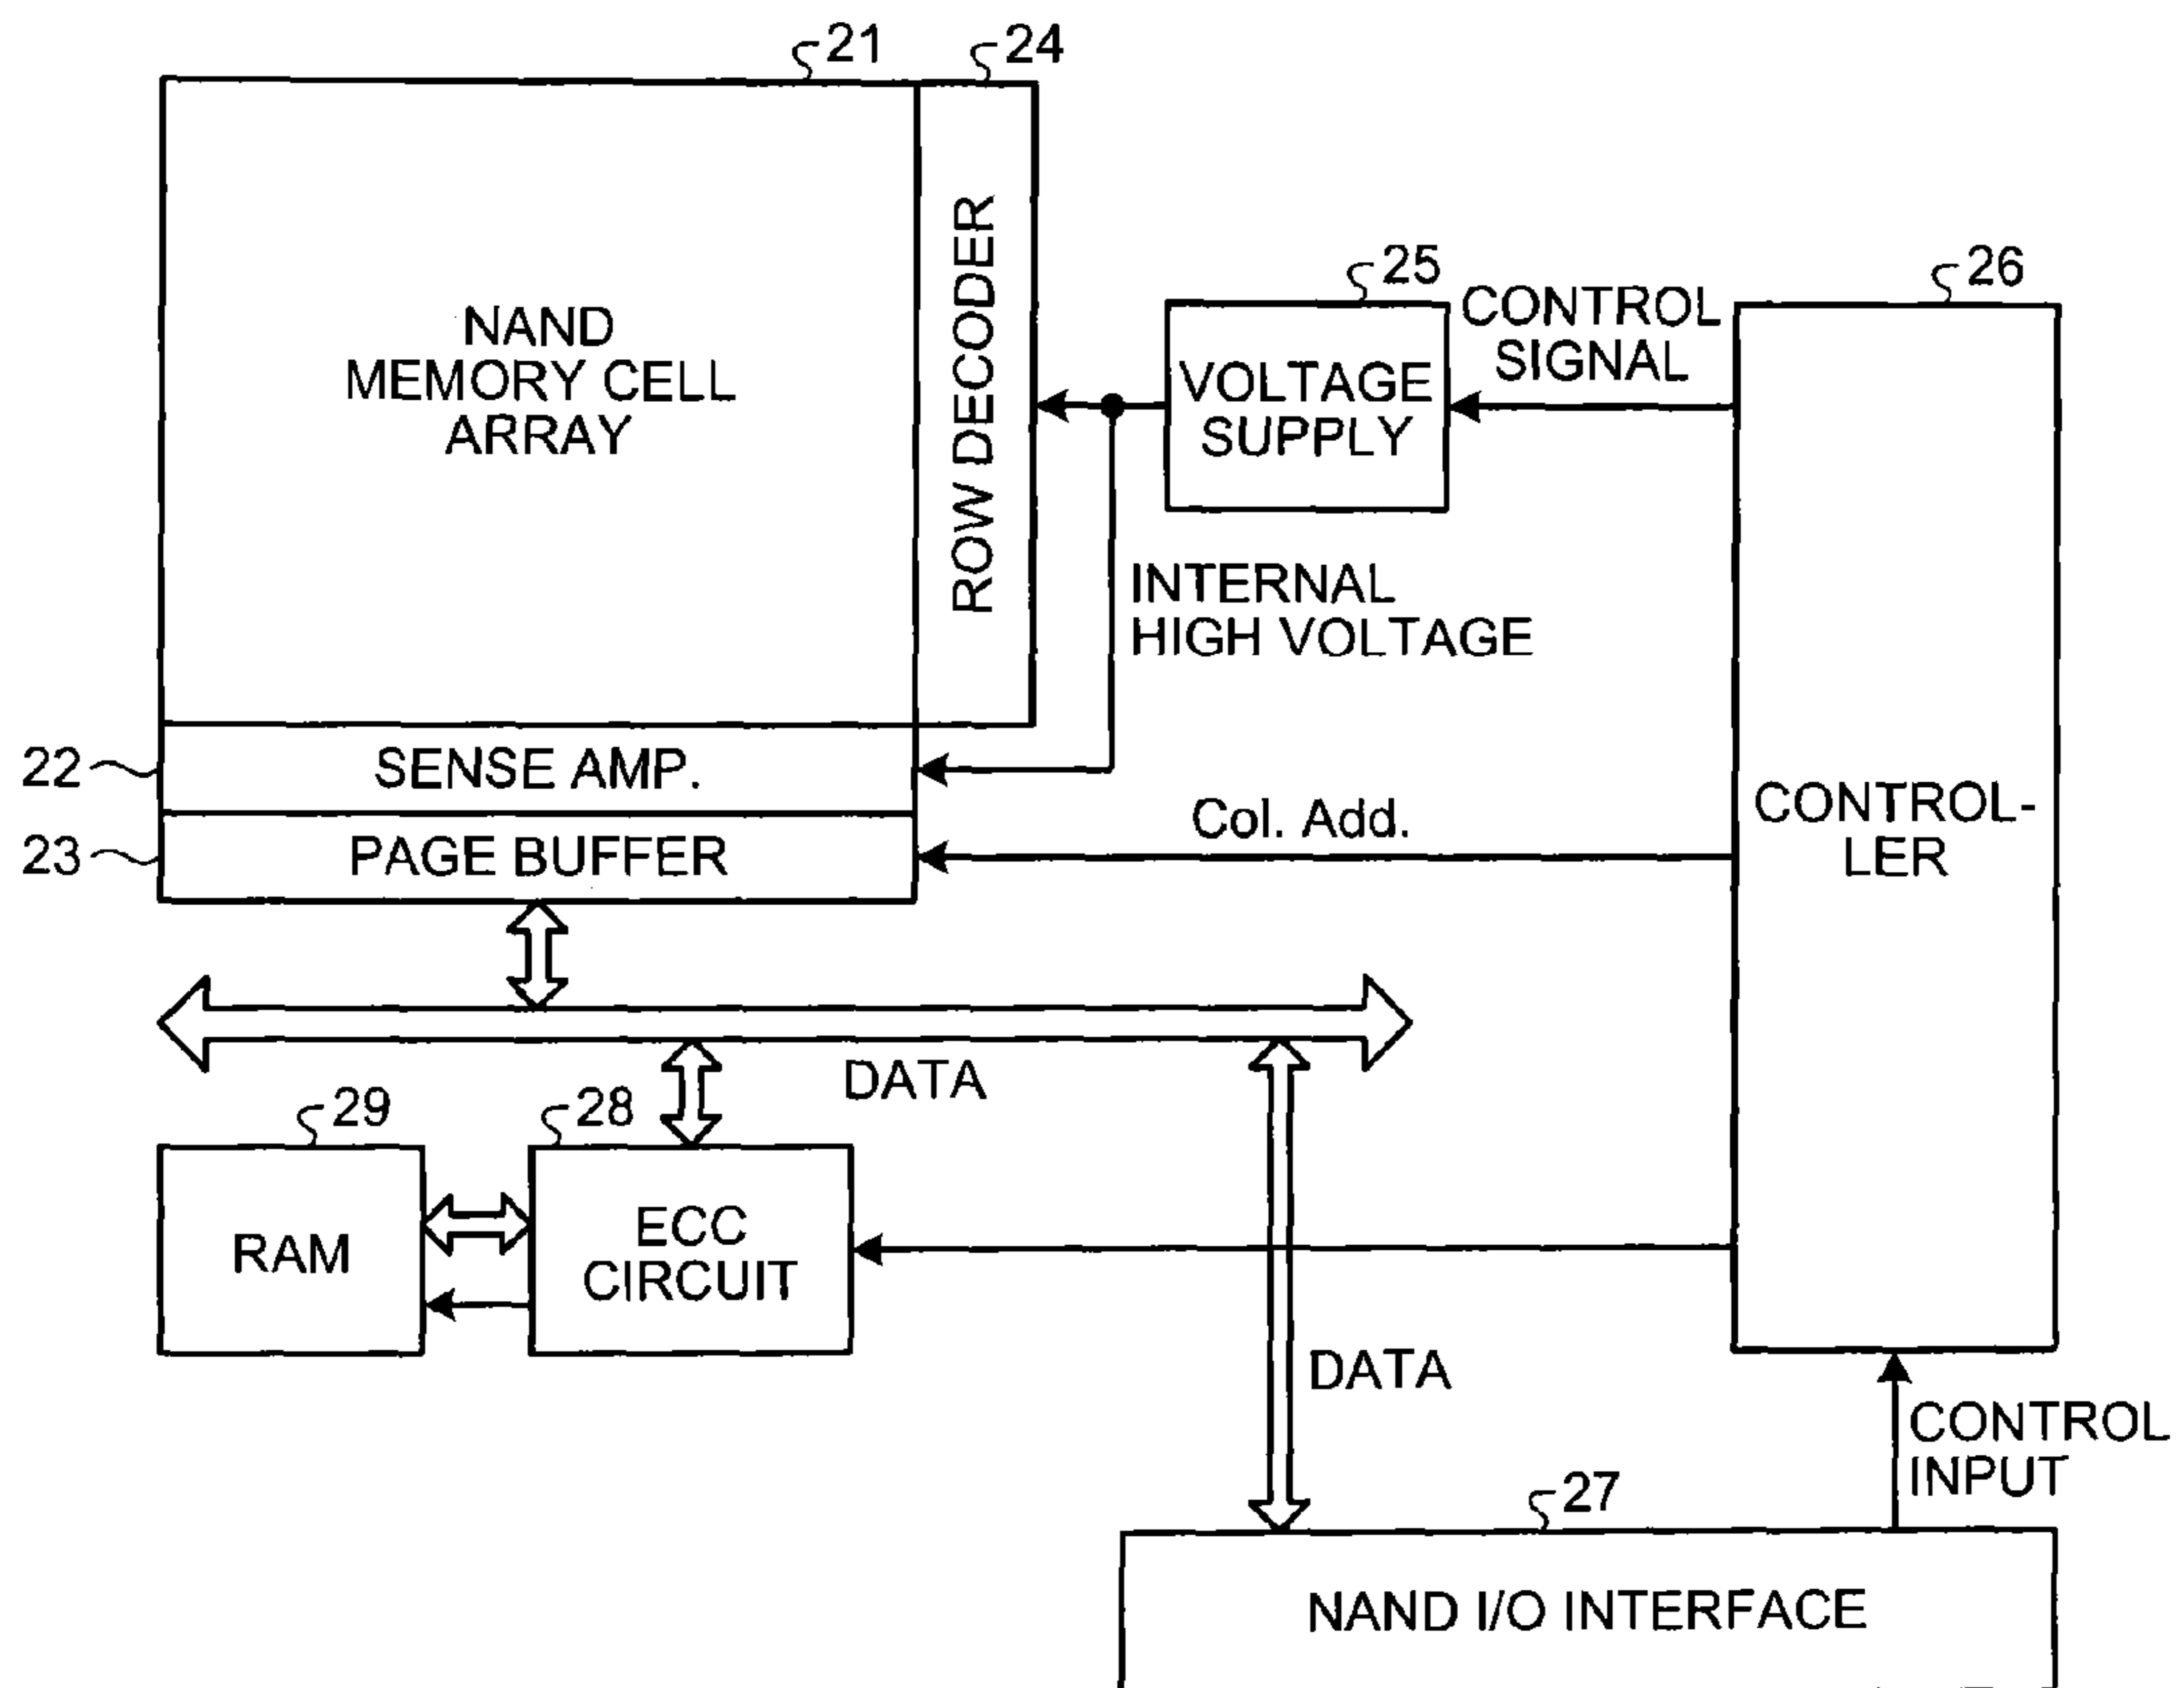 21
24
NAND
MEMORY CELL
ARRAY
ROW DECODER
25
VOLTAGE
SUPPLY
CONTROL
SIGNAL
26
INTERNAL
HIGH VOLTAGE
22
SENSE AMP.
23
PAGE BUFFER
Col. Add.
CONTROL-
LER
DATA
29
RAM
28
ECC
CIRCUIT
DATA
CONTROL
INPUT
27
NAND I/O INTERFACE